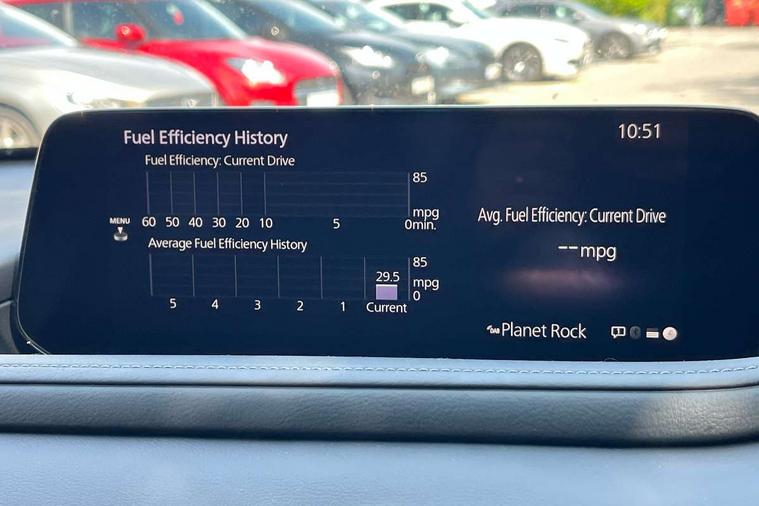 Fuel Efficiency History
10:51
Fuel Efficiency: Current Drive
85
mpg
60 50 40 30 20 10 5 0min.
MENU
Average Fuel Efficiency History
85
29.5
mpg
0
5 4 3 2 1 Current
Avg. Fuel Efficiency: Current Drive
--mpg
DAB Planet Rock